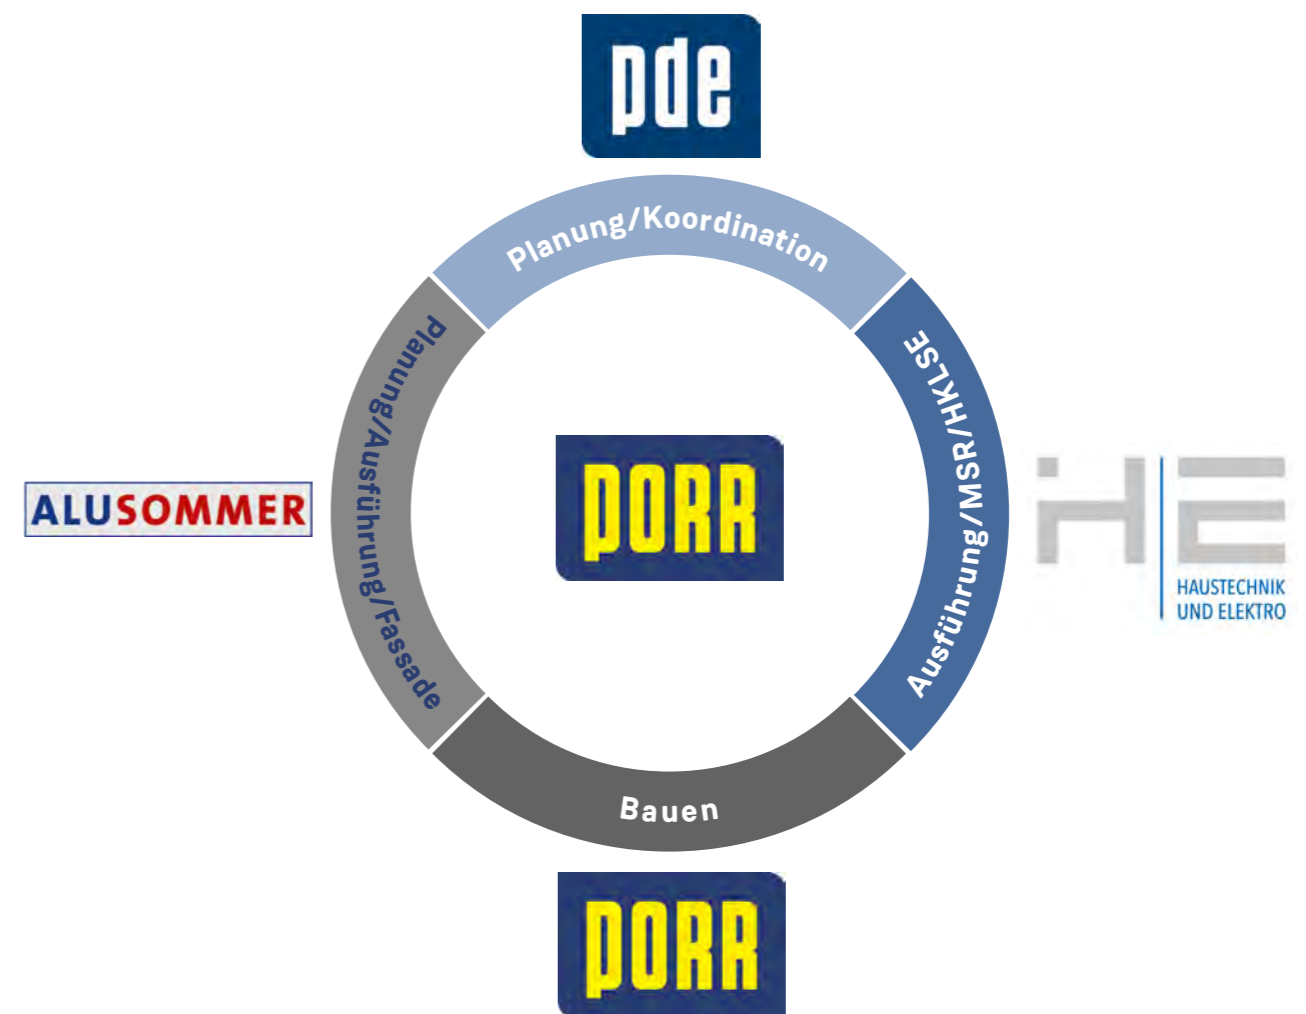 pde
Planung/Koordination
Planung/Ausführung/Fassade
Ausführung/MSR/HKLSE
ALUSOMMER
PORR
HE
HAUSTECHNIK
UND ELEKTRO
Bauen
PORR